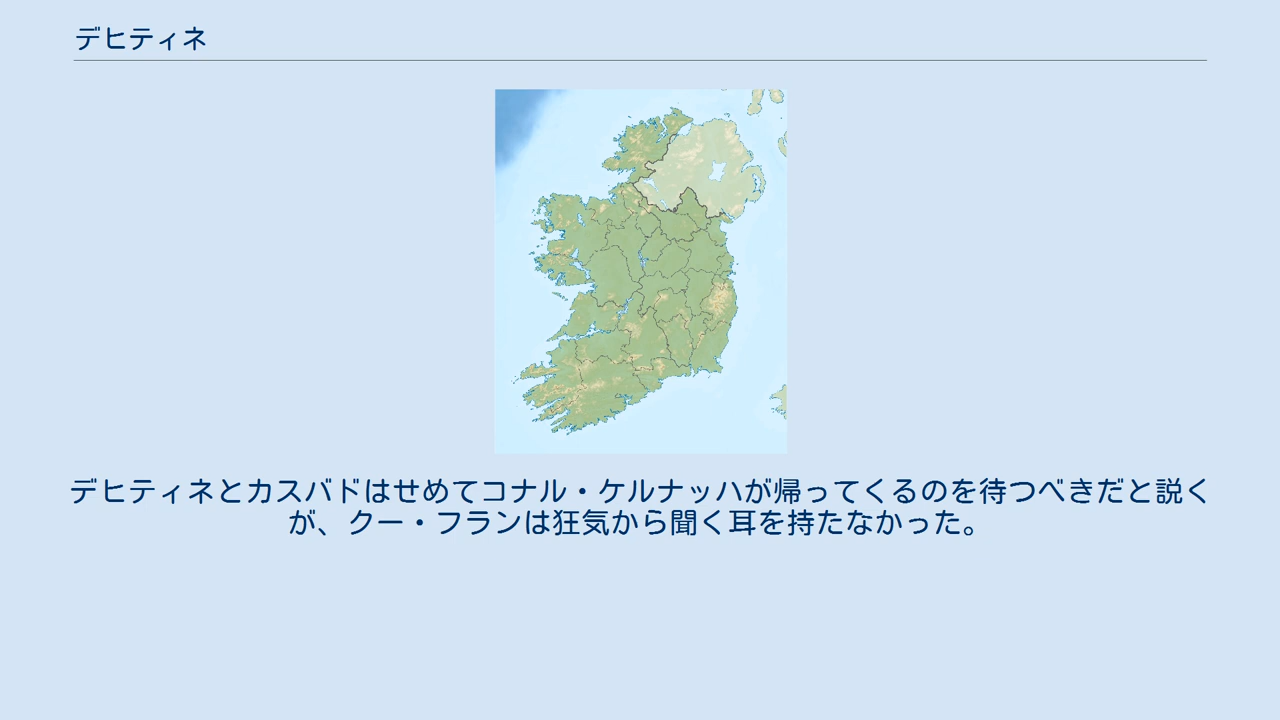 デヒティネ
デヒティネとカスバドはせめてコナル・ケルナッハが帰ってくるのを待つべきだと説く
が、クー・フランは狂気から聞く耳を持たなかった。